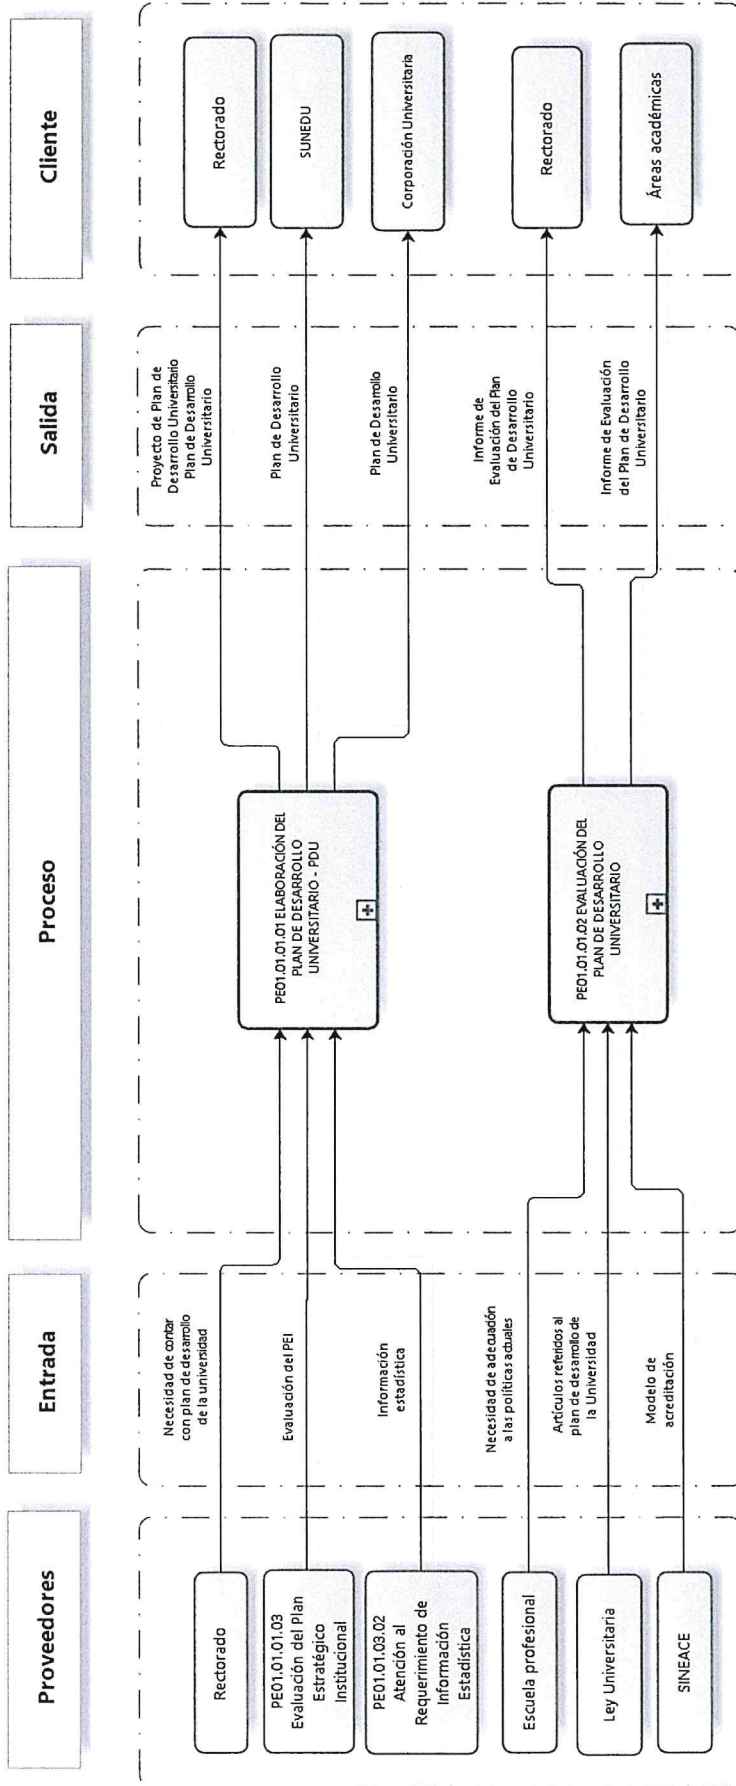 Proveedores
Entrada
Proceso
Salida
Cliente
Rectorado
PE01.01.01.03
Evaluación del Plan
Estratégico
Institucional
PE01.01.03.02
Atención al
Requerimiento de
Información
Estadística
Escuela profesional
Ley Universitaria
SINEACE
Necesidad de contar
con plan de desarrollo
de la universidad
Evaluación del PEI
Información
estadística
Necesidad de adecuación
a las políticas actuales
Artículos referidos al
plan de desarrollo de
la Universidad
Modelo de
acreditación
PE01.01.01.01 ELABORACIÓN DEL
PLAN DE DESARROLLO
UNIVERSITARIO - PDU
PE01.01.01.02 EVALUACIÓN DEL
PLAN DE DESARROLLO
UNIVERSITARIO
Proyecto de Plan de
Desarrollo Universitario
Plan de Desarrollo
Universitario
Plan de Desarrollo
Universitario
Plan de Desarrollo
Universitario
Informe de
Evaluación del Plan
de Desarrollo
Universitario
Informe de Evaluación
del Plan de Desarrollo
Universitario
Rectorado
SUNEDU
Corporación Universitaria
Rectorado
Áreas académicas